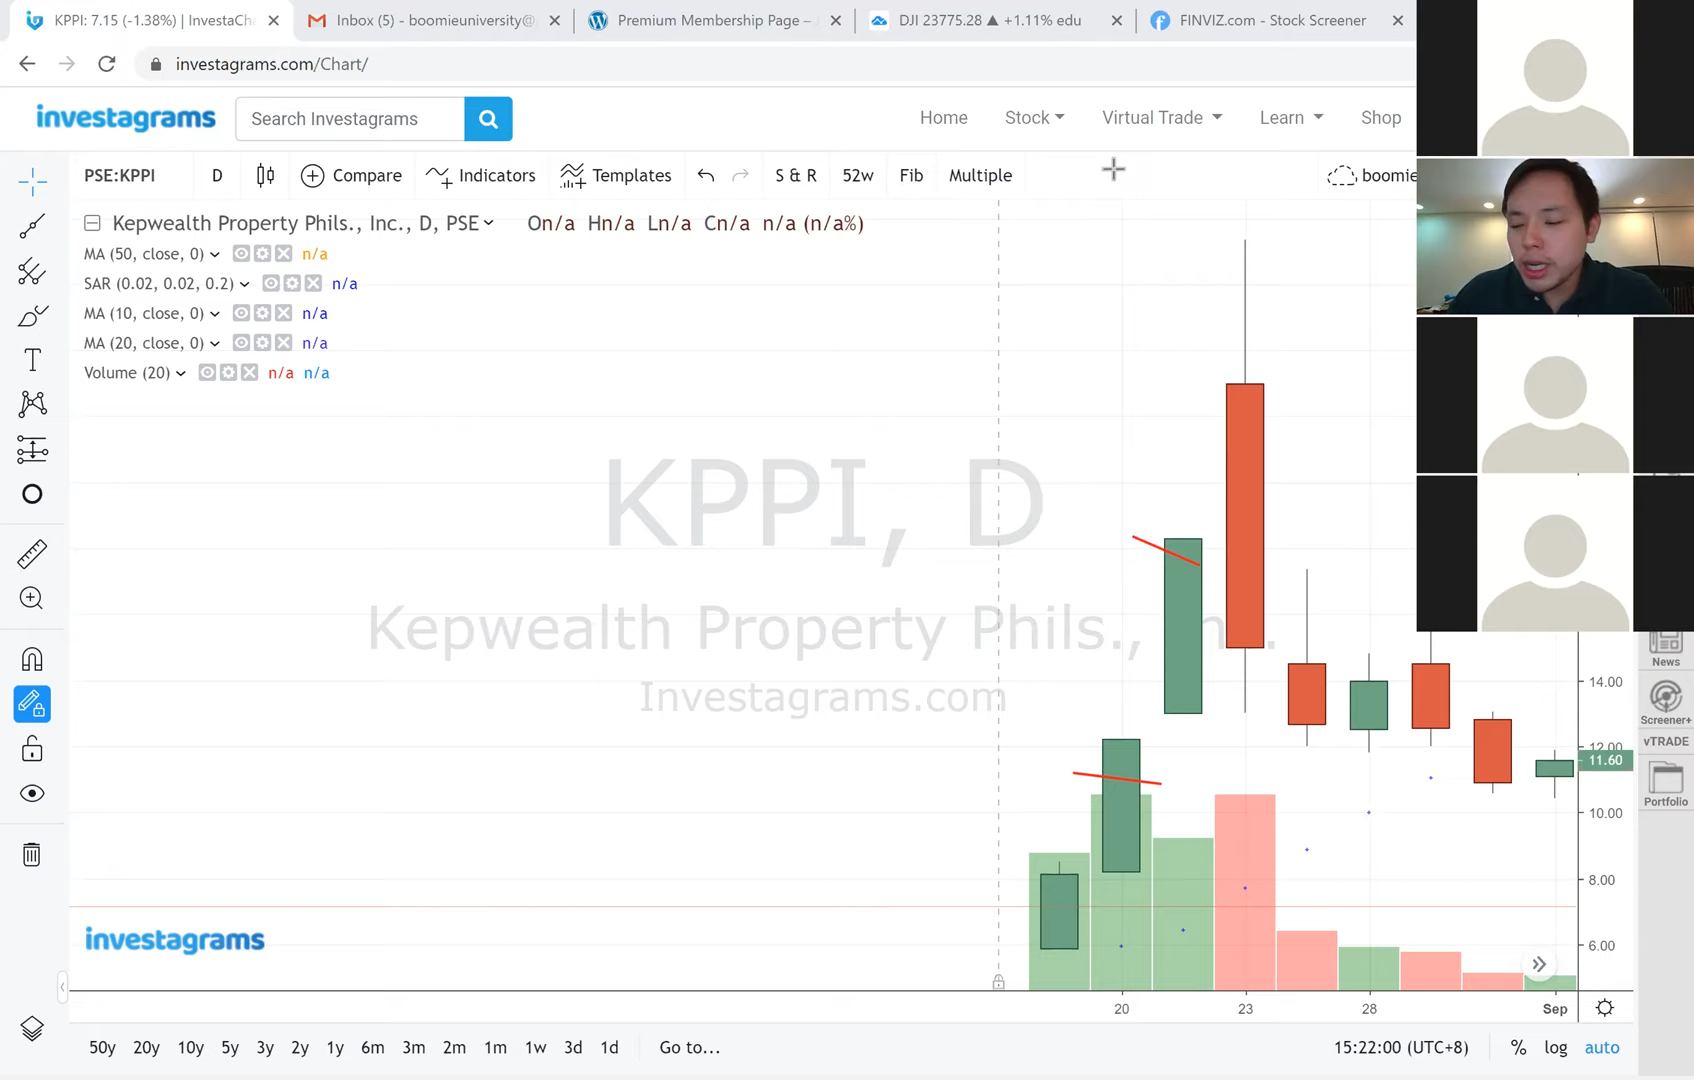 KPPI: 7.15 (-1.38%) | InvestaCha
Inbox (5) - boomieuniversity@
Premium Membership Page –
DJI 23775.28 ▲ +1.11% edu
FINVIZ.com - Stock Screener
investagrams.com/Chart/
investagrams
Search Investagrams
Home
Stock
Virtual Trade
Learn
Shop
PSE:KPPI
D
Compare
Indicators
Templates
S & R
52w
Fib
Multiple
boomie
Kepwealth Property Phils., Inc., D, PSE
On/a Hn/a Ln/a Cn/a n/a (n/a%)
MA (50, close, 0) n/a
SAR (0.02, 0.02, 0.2) n/a
MA (10, close, 0) n/a
MA (20, close, 0) n/a
Volume (20) n/a n/a
KPPI, D
Kepwealth Property Phils., Inc.
Investagrams.com
14.00
12.00
11.60
10.00
8.00
6.00
News
Screener+
vTRADE
Portfolio
investagrams
20
23
28
Sep
50y 20y 10y 5y 3y 2y 1y 6m 3m 2m 1m 1w 3d 1d Go to...
15:22:00 (UTC+8) % log auto